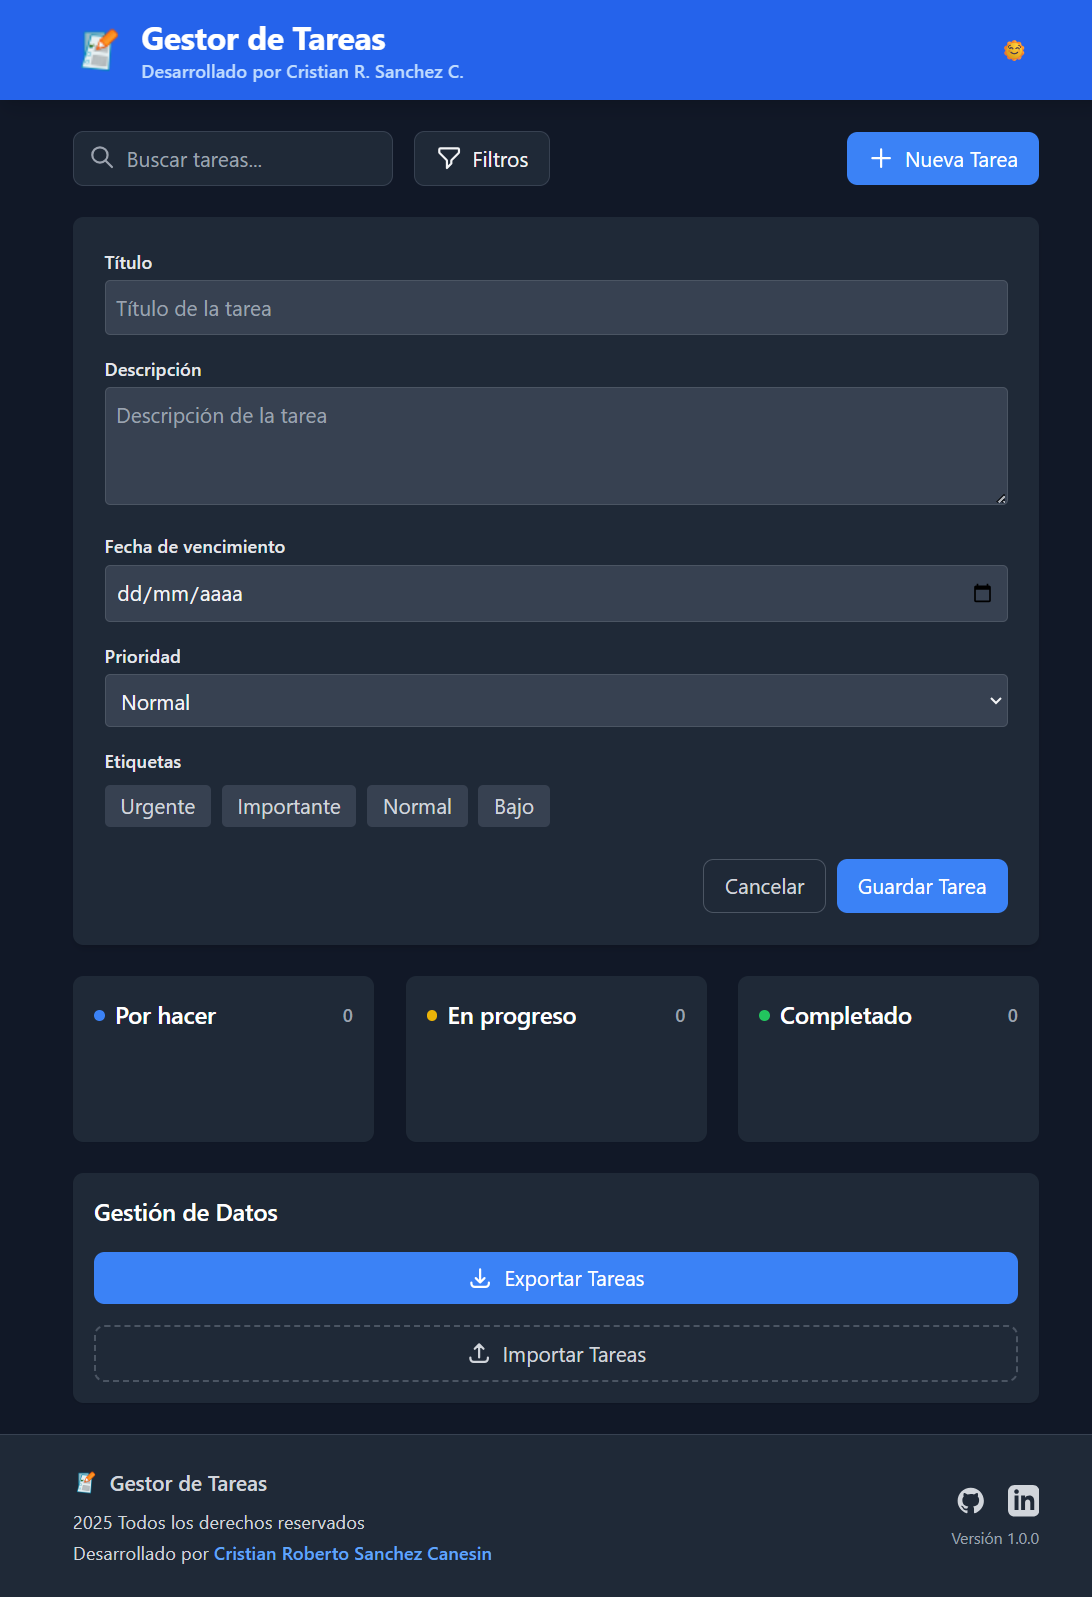 Gestor de Tareas
Desarrollado por Cristian R. Sanchez C.
Buscar tareas...
Filtros
Nueva Tarea
Título
Título de la tarea
Descripción
Descripción de la tarea
Fecha de vencimiento
dd/mm/aaaa
Prioridad
Normal
Etiquetas
Urgente Importante Normal Bajo
Cancelar Guardar Tarea
Por hacer 0
En progreso 0
Completado 0
Gestión de Datos
Exportar Tareas
Importar Tareas
Gestor de Tareas
2025 Todos los derechos reservados
Desarrollado por Cristian Roberto Sanchez Canesin
in
Versión 1.0.0